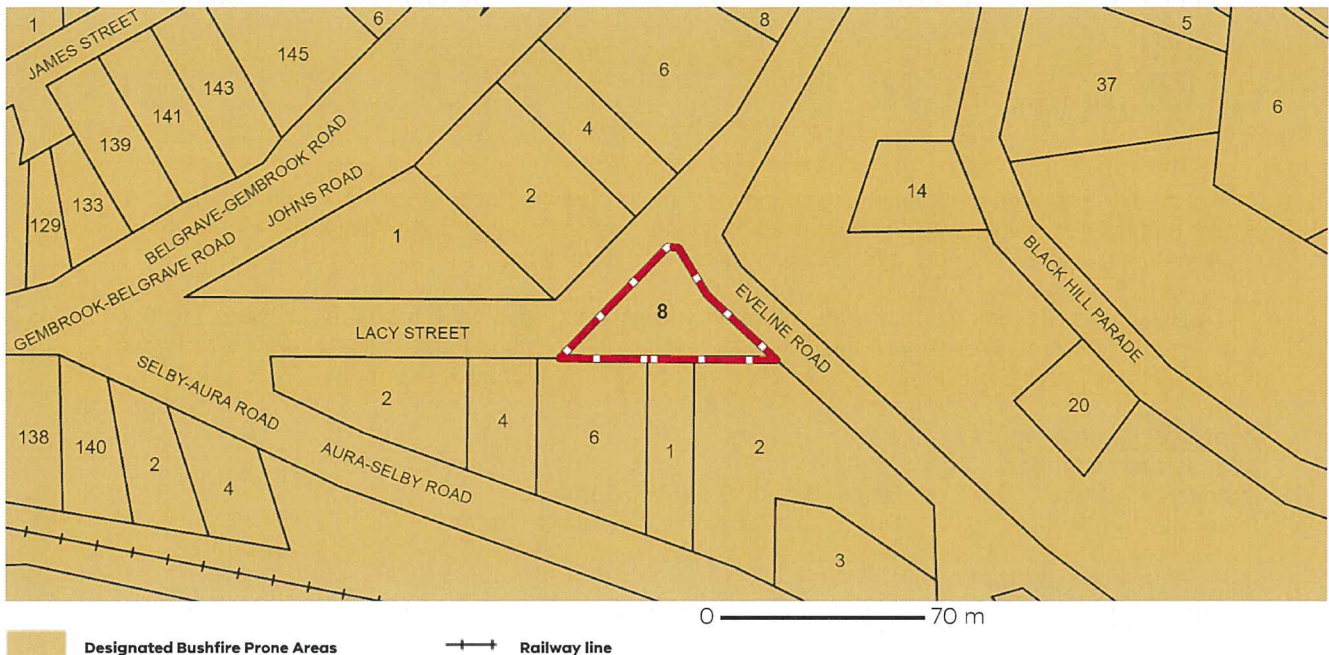 1
JAMES STREET
6
145
143
141
139
133
129
8
6
4
2
5
37
6
14
BELGRAVE-GEMBROOK ROAD
JOHNS ROAD
GEMBROOK-BELGRAVE ROAD
1
8
LACY STREET
EVELINE ROAD
BLACK HILL PARADE
SELBY-AURA ROAD
AURA-SELBY ROAD
2
4
6
1
2
20
138
140
2
4
3
0 70 m
Designated Bushfire Prone Areas
Railway line